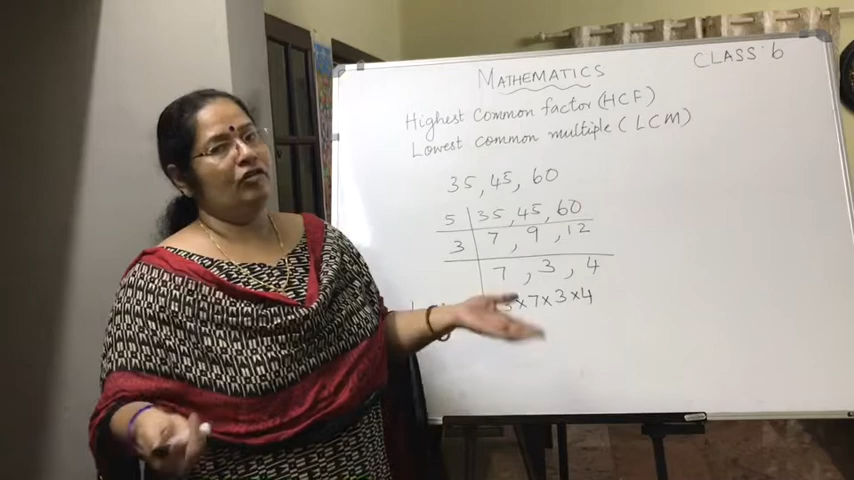 MATHEMATICS
CLASS: 6
Highest Common factor (HCF)
Lowest Common multiple (LCM)
35, 45, 60
5 | 35, 45, 60
3 | 7, 9, 12
7, 3, 4
x7x3x4